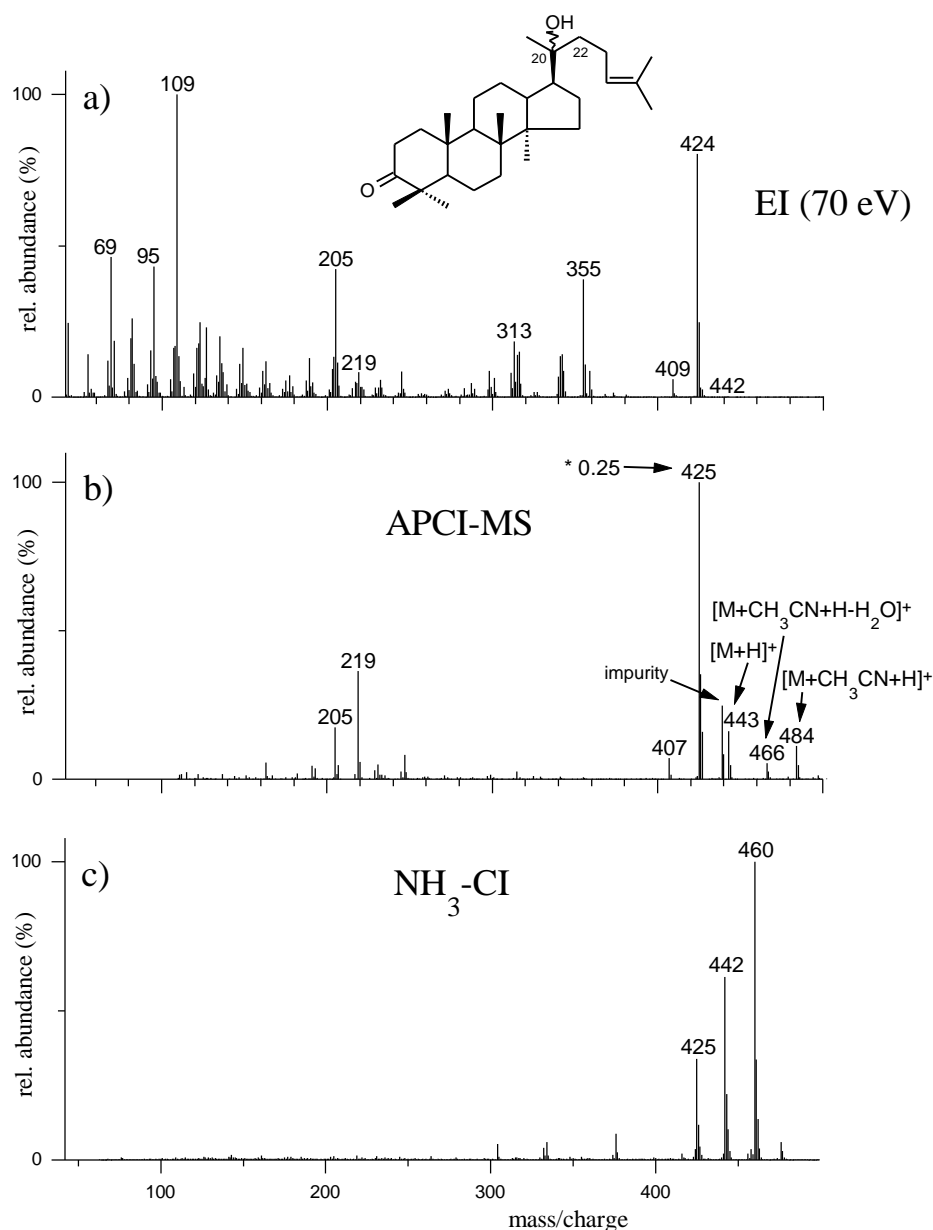 OH
20
22
O
a)
EI (70 eV)
rel. abundance (%)
100
0
69
95
109
205
219
313
355
409
424
442
b)
APCI-MS
rel. abundance (%)
100
0
* 0.25
425
[M+CH3CN+H-H2O]+
[M+H]+
impurity
[M+CH3CN+H]+
219
205
407
443
466
484
c)
NH3-CI
rel. abundance (%)
100
0
425
442
460
100
200
300
400
mass/charge